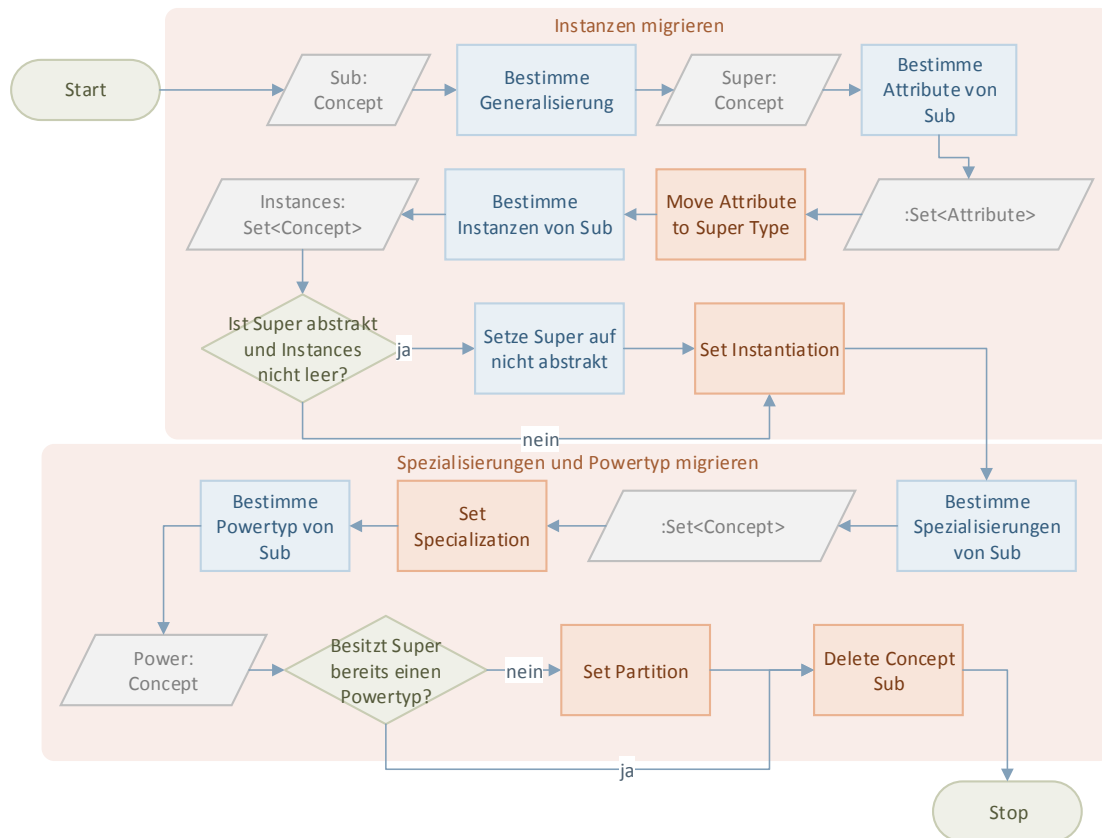 Instanzen migrieren
Start
Sub:
Concept
Bestimme
Generalisierung
Super:
Concept
Bestimme
Attribute von
Sub
Instances:
Set<Concept>
Bestimme
Instanzen von Sub
Move Attribute
to Super Type
:Set<Attribute>
Ist Super abstrakt
und Instances
nicht leer?
ja
Setze Super auf
nicht abstrakt
Set Instantiation
nein
Spezialisierungen und Powertyp migrieren
Bestimme
Powertyp von
Sub
Set
Specialization
:Set<Concept>
Bestimme
Spezialisierungen
von Sub
Power:
Concept
Besitzt Super
bereits einen
Powertyp?
nein
Set Partition
Delete Concept
Sub
ja
Stop